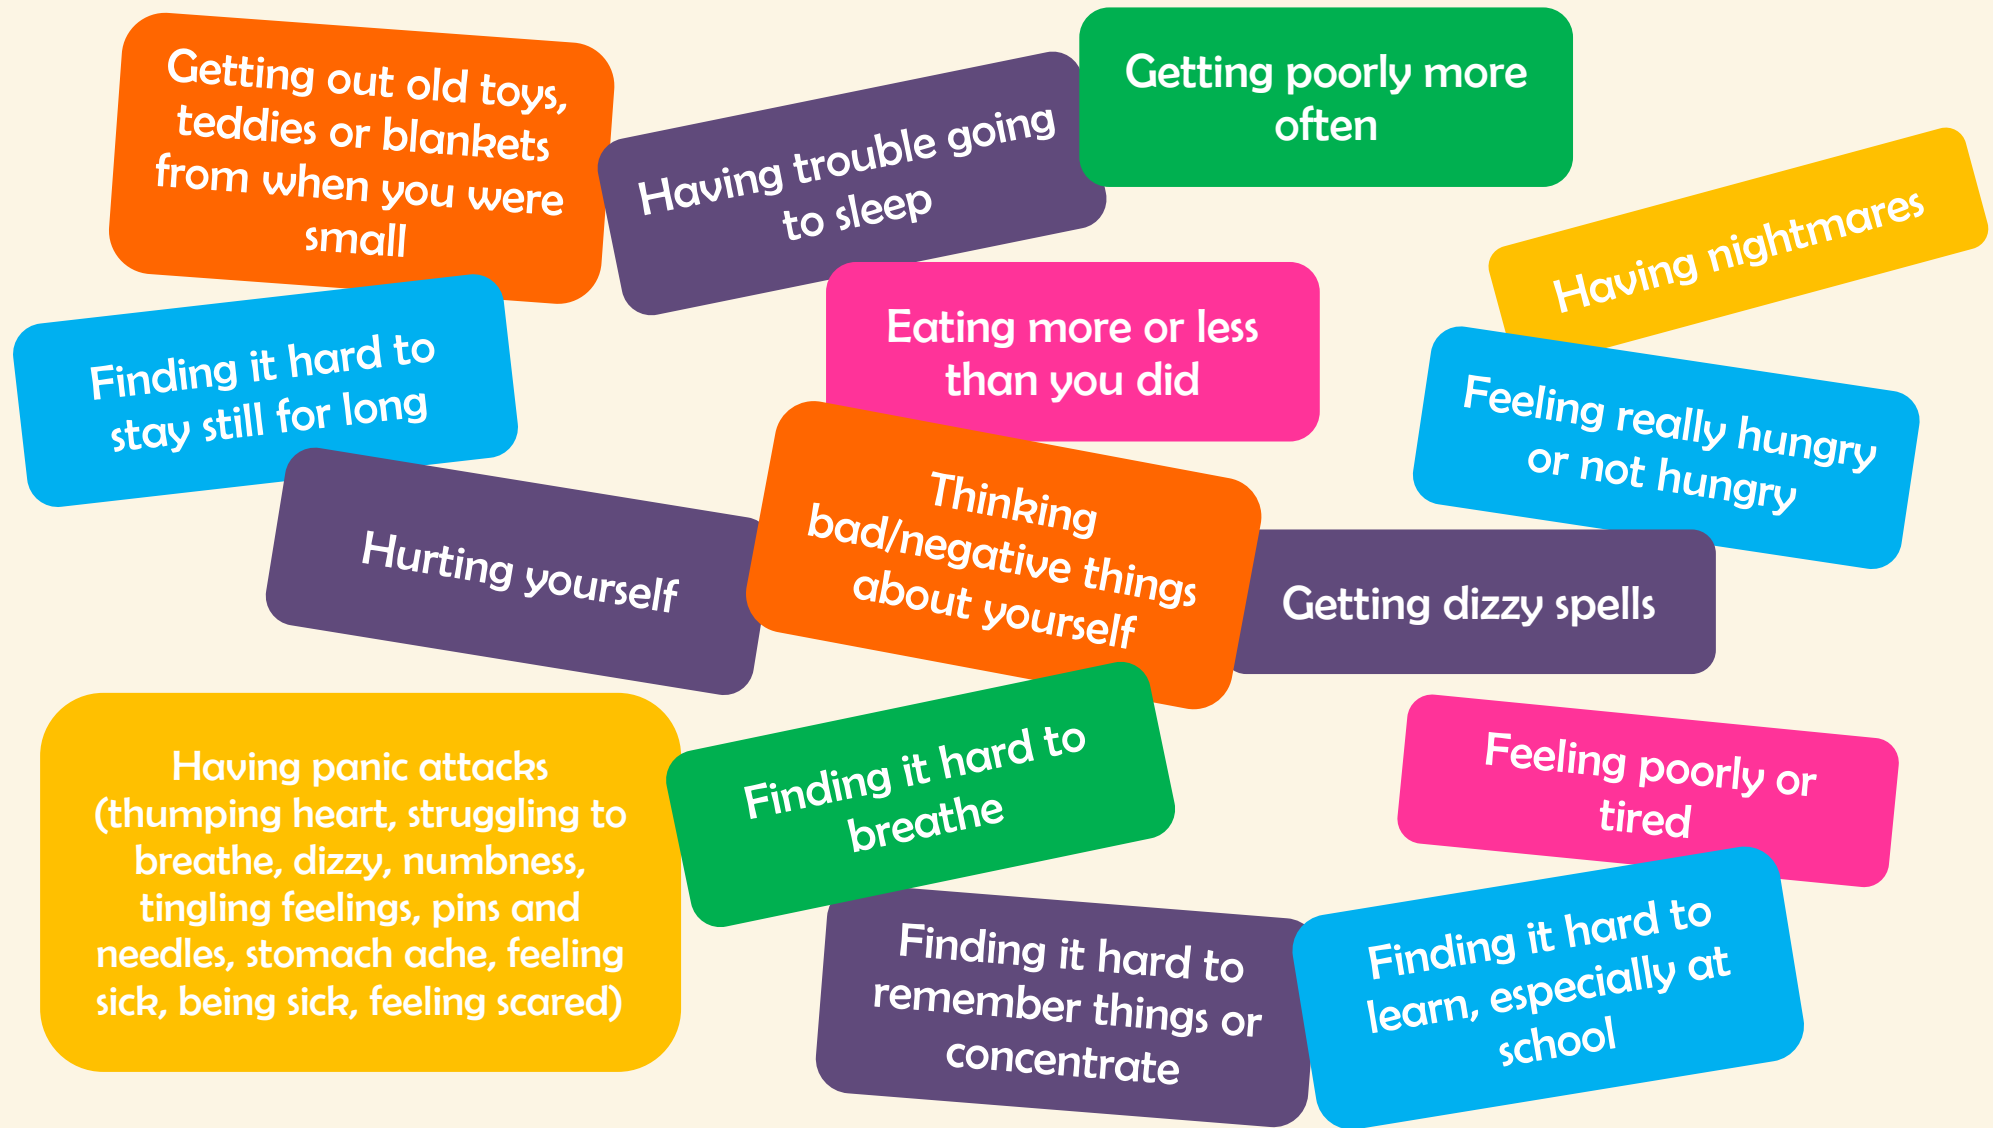 Getting out old toys,
teddies or blankets
from when you were
small
Having trouble going
to sleep
Getting poorly more
often
Having nightmares
Finding it hard to
stay still for long
Eating more or less
than you did
Feeling really hungry
or not hungry
Hurting yourself
Thinking
bad/negative things
about yourself
Getting dizzy spells
Having panic attacks
(thumping heart, struggling to
breathe, dizzy, numbness,
tingling feelings, pins and
needles, stomach ache, feeling
sick, being sick, feeling scared)
Finding it hard to
breathe
Feeling poorly or
tired
Finding it hard to
remember things or
concentrate
Finding it hard to
learn, especially at
school